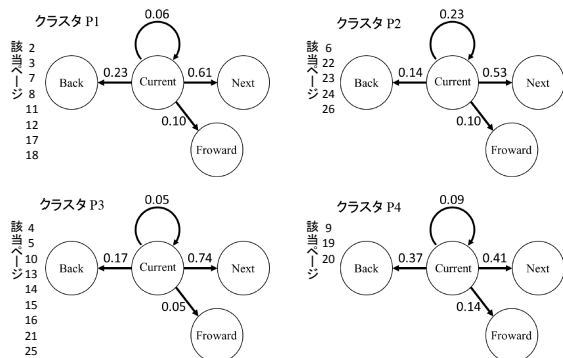 クラスタ P1
該当ページ
2
3
7
8
11
12
17
18
0.06
Back
0.23
Current
0.61
Next
0.10
Froward
クラスタ P2
該当ページ
6
22
23
24
26
0.23
Back
0.14
Current
0.53
Next
0.10
Froward
クラスタ P3
該当ページ
4
5
10
13
14
15
16
21
25
0.05
Back
0.17
Current
0.74
Next
0.05
Froward
クラスタ P4
該当ページ
9
19
20
0.09
Back
0.37
Current
0.41
Next
0.14
Froward